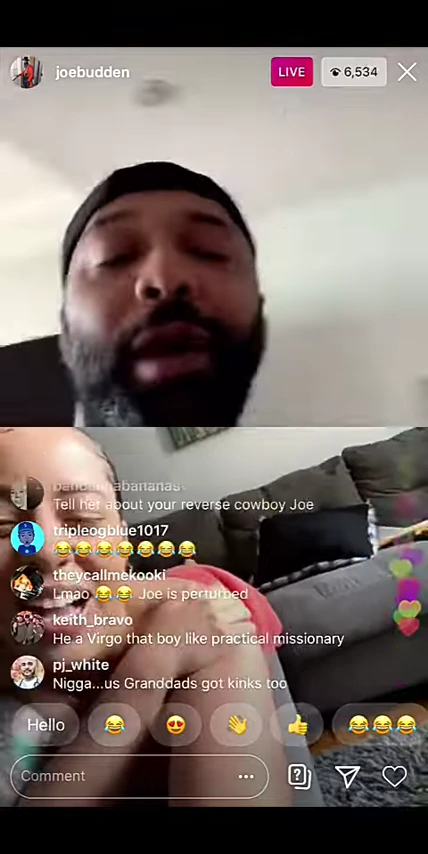 joebudden
LIVE
6,534
Tell her about your reverse cowboy Joe
tripleogblue1017
😂😂😂😂😂😂😂
theycallmekooki
Lmao 😂😂 Joe is perturbed
keith_bravo
He a Virgo that boy like practical missionary
pj_white
Nigga...us Granddads got kinks too
Hello 😂 😍 👋 👍 😂😂😂
Comment